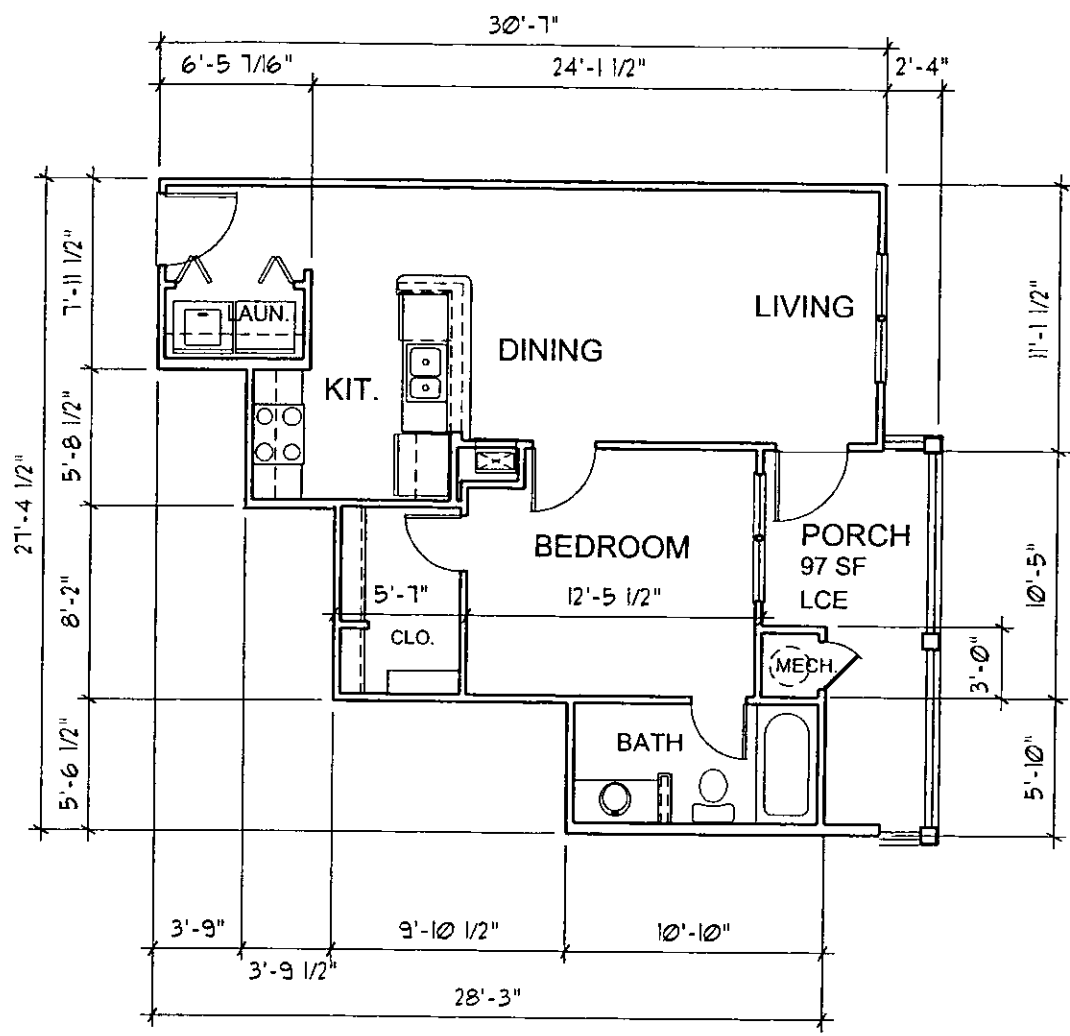 30'-7"
6'-5 7/16"
24'-1 1/2"
2'-4"
7'-11 1/2"
LAUN.
LIVING
11'-1 1/2"
DINING
KIT.
5'-8 1/2"
27'-4 1/2"
BEDROOM
PORCH
97 SF
LCE
10'-5"
5'-7"
12'-5 1/2"
8'-2"
CLO.
MECH.
3'-0"
BATH
5'-6 1/2"
5'-10"
3'-9"
9'-10 1/2"
10'-10"
3'-9 1/2"
28'-3"